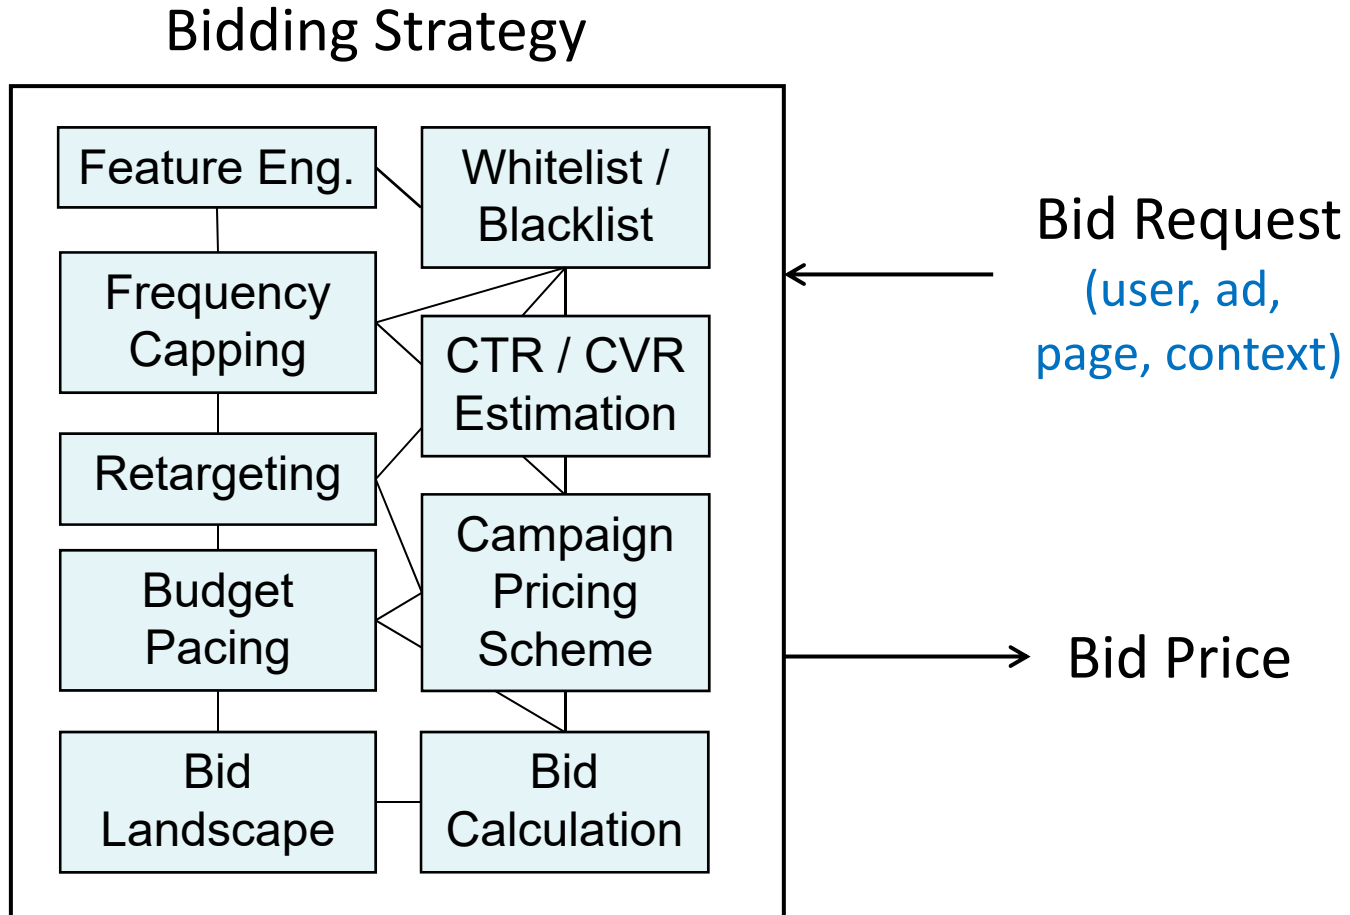 Bidding Strategy
Feature Eng.
Whitelist /
Blacklist
Frequency
Capping
CTR / CVR
Estimation
Retargeting
Campaign
Pricing
Scheme
Budget
Pacing
Bid
Landscape
Bid
Calculation
Bid Request
(user, ad,
page, context)
Bid Price